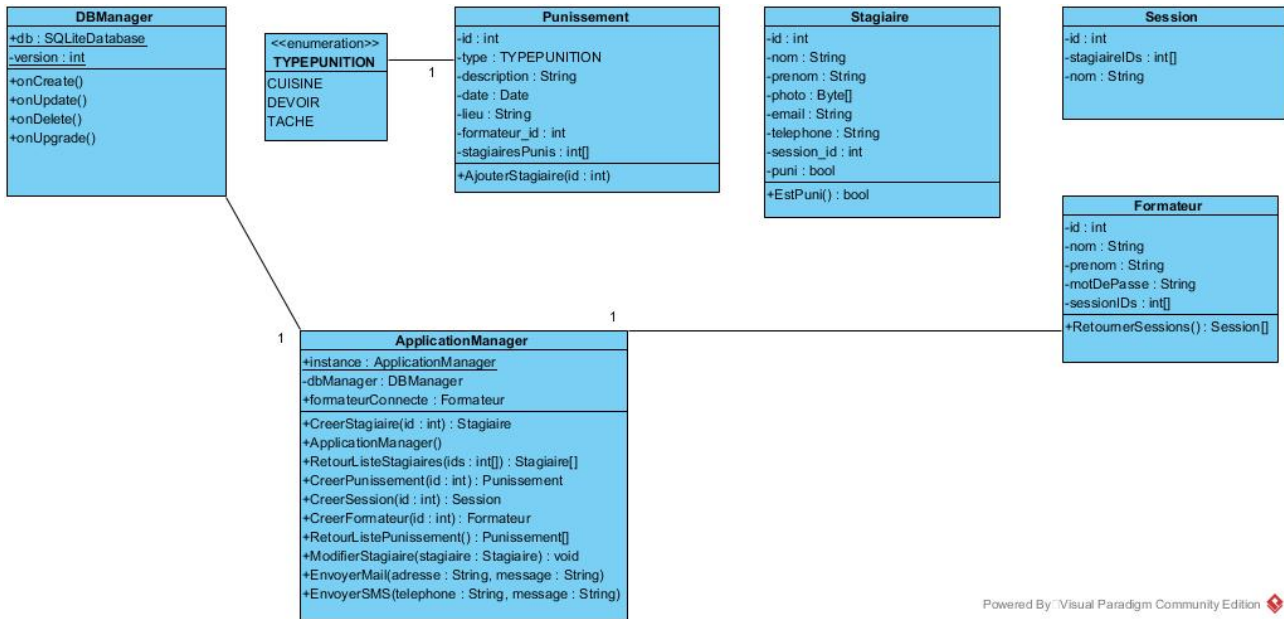 DBManager
+db : SQLiteDatabase
-version : int
+onCreate()
+onUpdate()
+onDelete()
+onUpgrade()
<<enumeration>>
TYPEPUNITION
CUISINE
DEVOIR
TACHE
1
Punissement
-id : int
-type : TYPEPUNITION
-description : String
-date : Date
-lieu : String
-formateur_id : int
-stagiairesPunis : int[]
+AjouterStagiaire(id : int)
Stagiaire
-id : int
-nom : String
-prenom : String
-photo : Byte[]
-email : String
-telephone : String
-session_id : int
-puni : bool
+EstPuni() : bool
Session
-id : int
-stagiaireIDs : int[]
-nom : String
Formateur
-id : int
-nom : String
-prenom : String
-motDePasse : String
-sessionIDs : int[]
+RetournerSessions() : Session[]
1
1
ApplicationManager
+instance : ApplicationManager
-dbManager : DBManager
+formateurConnecte : Formateur
+CreerStagiaire(id : int) : Stagiaire
+ApplicationManager()
+RetourListeStagiaires(ids : int[]) : Stagiaire[]
+CreerPunissement(id : int) : Punissement
+CreerSession(id : int) : Session
+CreerFormateur(id : int) : Formateur
+RetourListePunissement() : Punissement[]
+ModifierStagiaire(stagiaire : Stagiaire) : void
+EnvoyerMail(adresse : String, message : String)
+EnvoyerSMS(telephone : String, message : String)
Powered By Visual Paradigm Community Edition